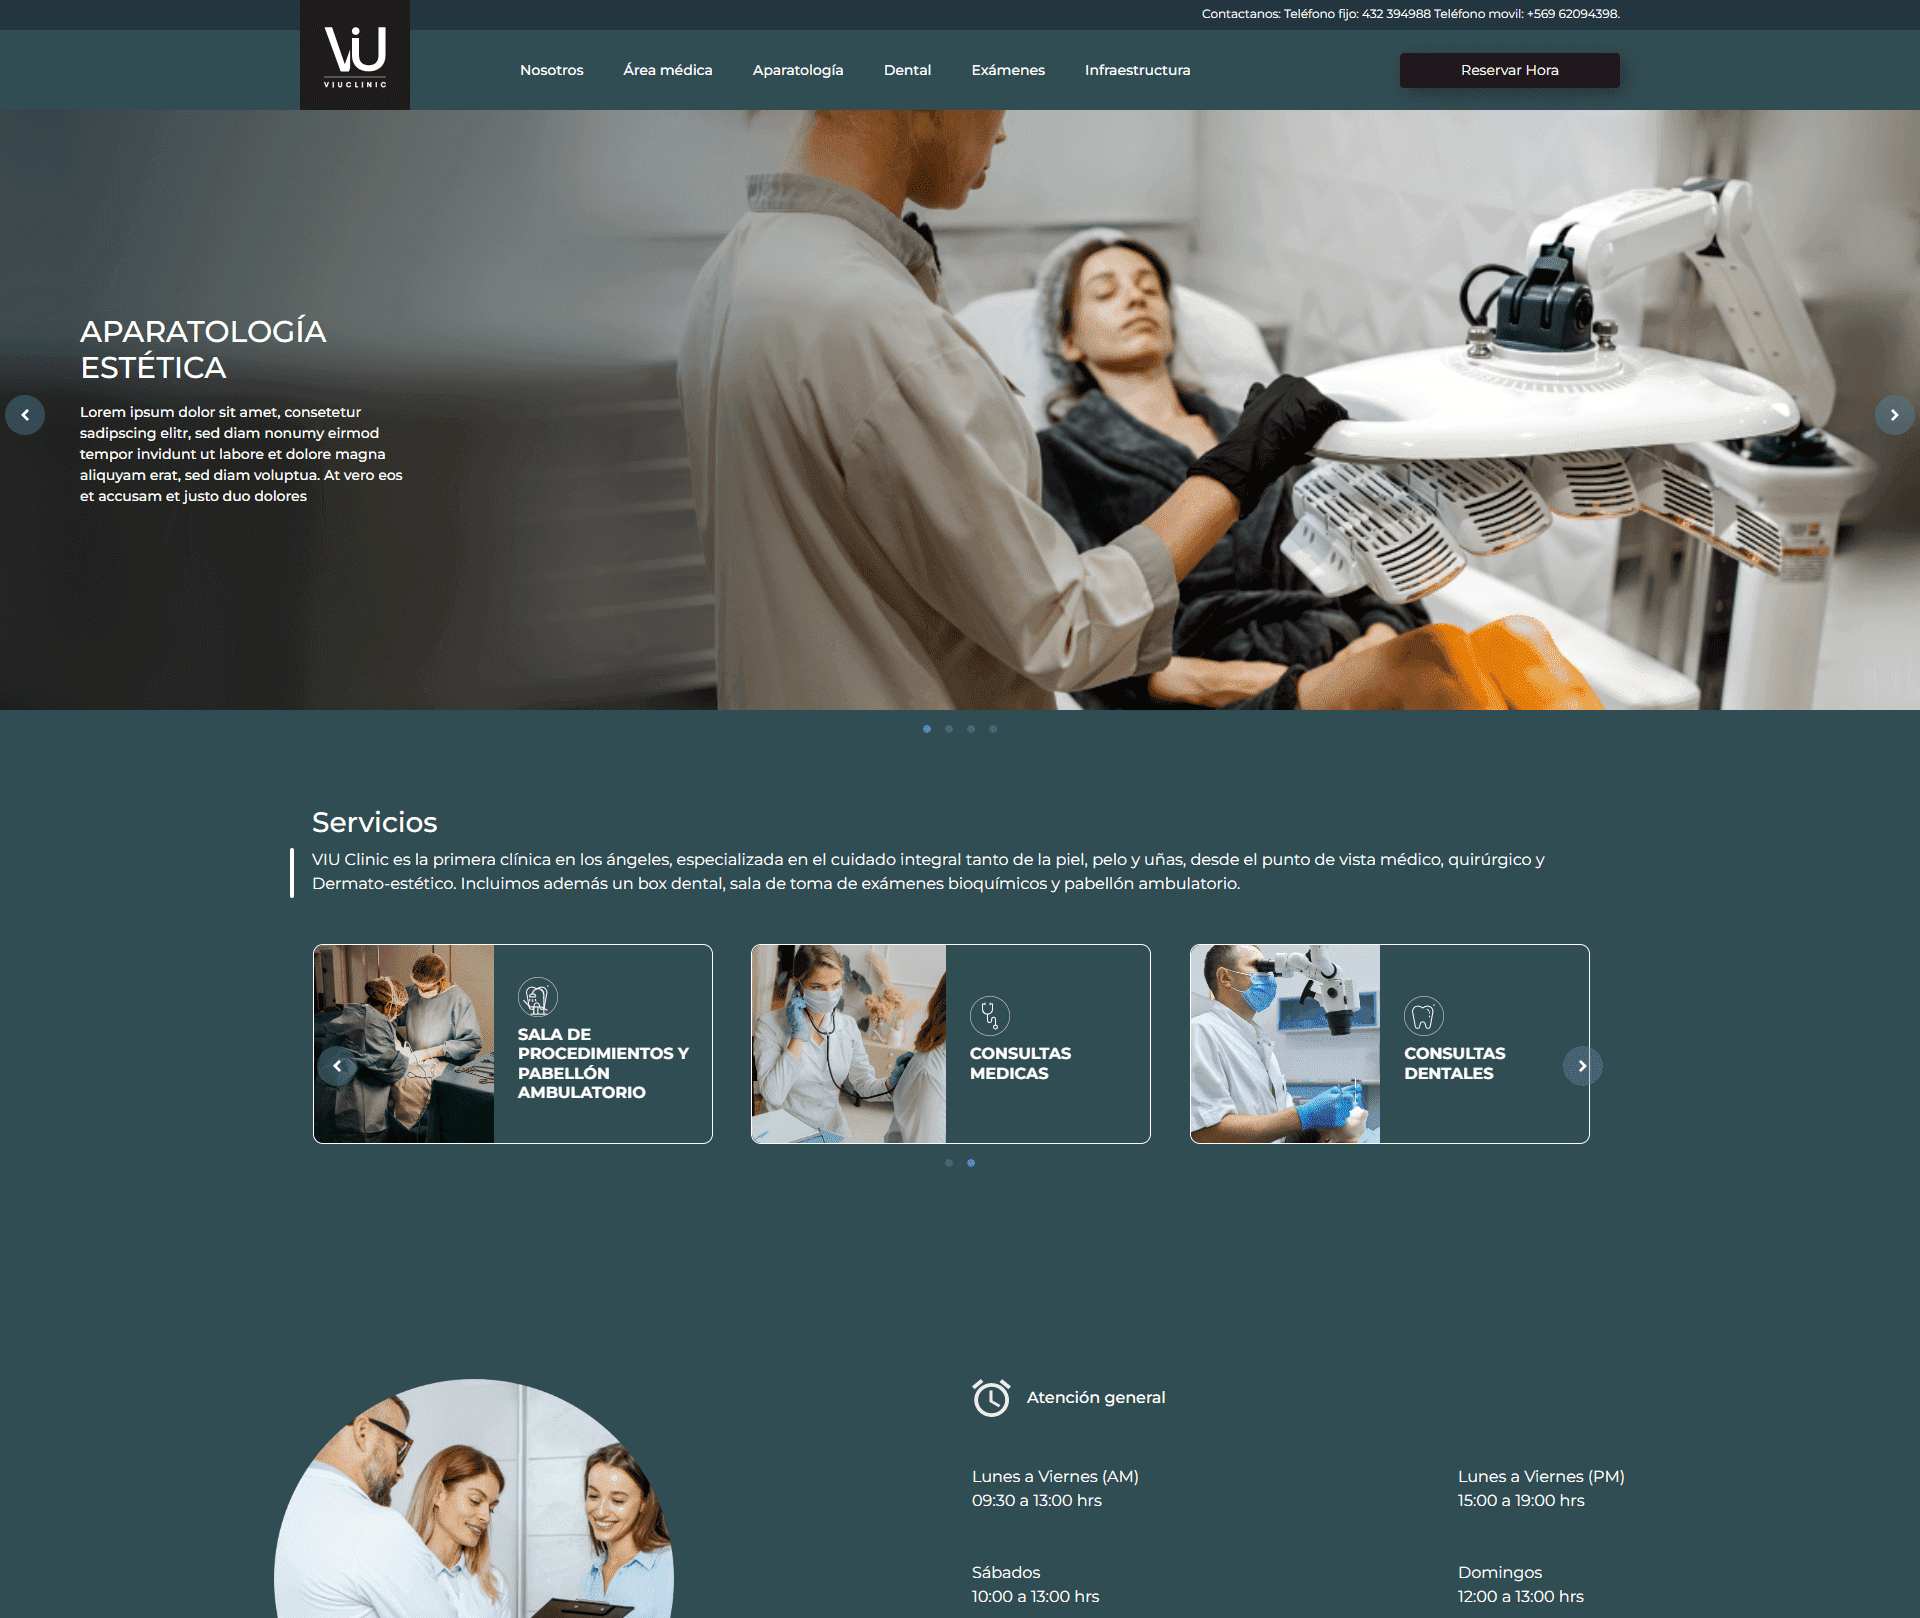 Contactanos: Teléfono fijo: 432 394988 Teléfono movil: +569 62094398.
ViU
VIUCLINIC
Nosotros
Área médica
Aparatología
Dental
Exámenes
Infraestructura
Reservar Hora
APARATOLOGÍA
ESTÉTICA
Lorem ipsum dolor sit amet, consetetur
sadipscing elitr, sed diam nonumy eirmod
tempor invidunt ut labore et dolore magna
aliquyam erat, sed diam voluptua. At vero eos
et accusam et justo duo dolores
Servicios
VIU Clinic es la primera clínica en los ángeles, especializada en el cuidado integral tanto de la piel, pelo y uñas, desde el punto de vista médico, quirúrgico y
Dermato-estético. Incluimos además un box dental, sala de toma de exámenes bioquímicos y pabellón ambulatorio.
SALA DE
PROCEDIMIENTOS Y
PABELLÓN
AMBULATORIO
CONSULTAS
MEDICAS
CONSULTAS
DENTALES
Atención general
Lunes a Viernes (AM)
09:30 a 13:00 hrs
Lunes a Viernes (PM)
15:00 a 19:00 hrs
Sábados
10:00 a 13:00 hrs
Domingos
12:00 a 13:00 hrs